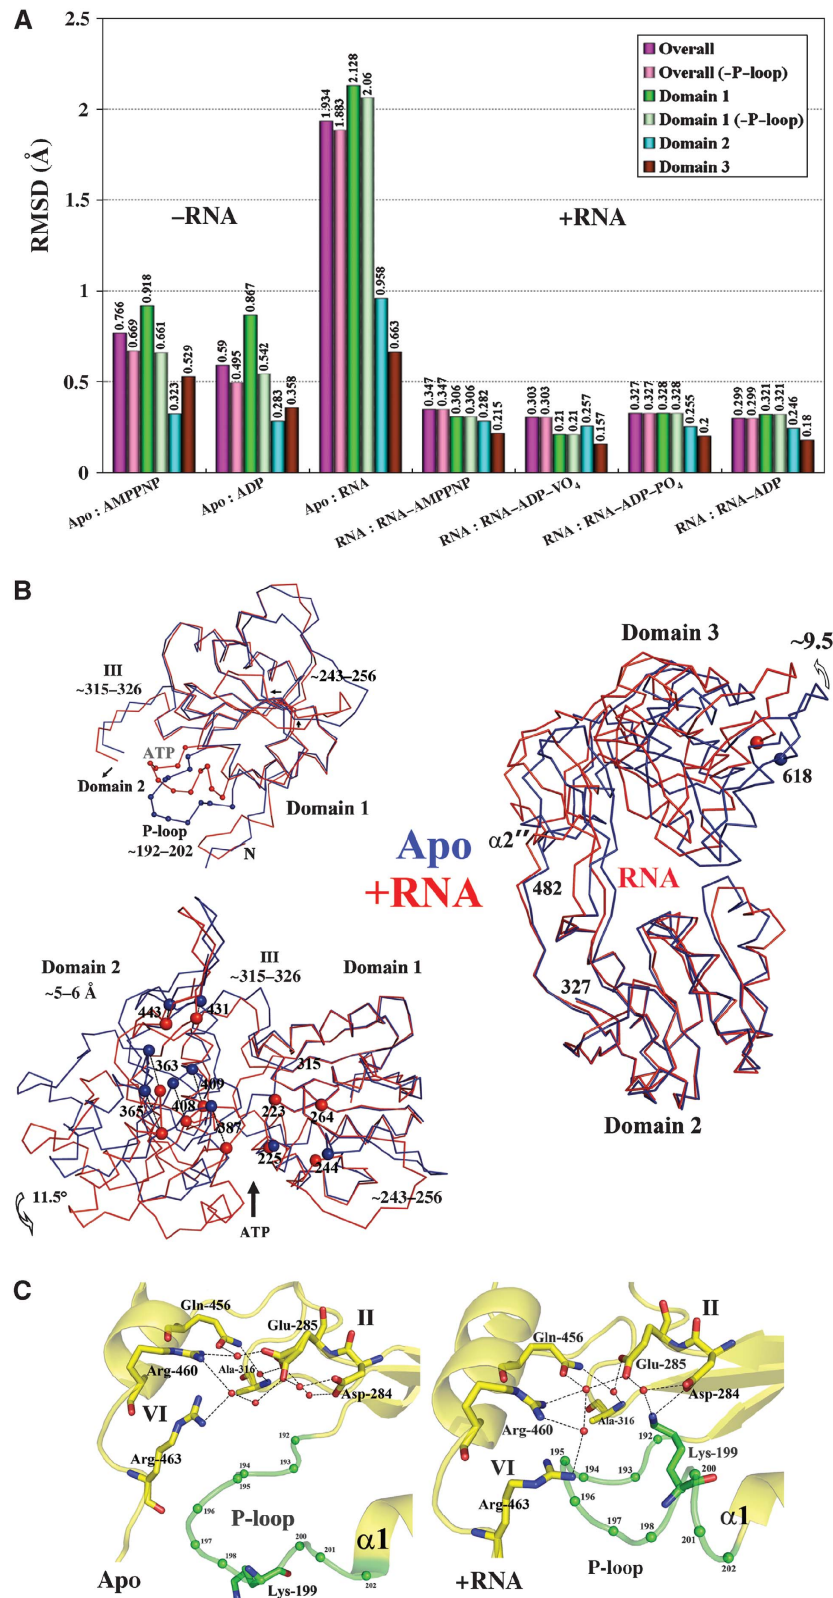 A
2.5
2
1.5
1
0.5
0
RMSD (Å)
Overall
Overall (-P-loop)
Domain 1
Domain 1 (-P-loop)
Domain 2
Domain 3
–RNA
+RNA
0.766
0.669
0.918
0.661
0.323
0.529
0.59
0.495
0.867
0.542
0.283
0.358
1.934
1.883
2.128
2.06
0.958
0.663
0.347
0.347
0.306
0.306
0.282
0.215
0.303
0.303
0.21
0.21
0.257
0.157
0.327
0.327
0.328
0.328
0.255
0.2
0.299
0.299
0.321
0.321
0.246
0.18
Apo : AMPPNP
Apo : ADP
Apo : RNA
RNA : RNA–AMPPNP
RNA : RNA–ADP–VO4
RNA : RNA–ADP–PO4
RNA : RNA–ADP
B
III
~315–326
~243–256
ATP
Domain 2
P-loop
~192–202
N
Domain 1
Apo
+RNA
Domain 3
~9.5
618
α2″
482
RNA
327
Domain 2
Domain 2
~5–6 Å
III
~315–326
Domain 1
443
431
363
409
365
408
387
315
223
264
225
244
~243–256
11.5°
ATP
C
Gln-456
Glu-285
II
Arg-460
Ala-316
Asp-284
VI
Arg-463
192
193
194
195
196
197
198
P-loop
200
201
202
α1
Lys-199
Apo
Gln-456
II
Glu-285
Asp-284
Arg-460
Ala-316
192
Lys-199
195
194
193
200
VI
196
Arg-463
197
198
201
α1
202
P-loop
+RNA